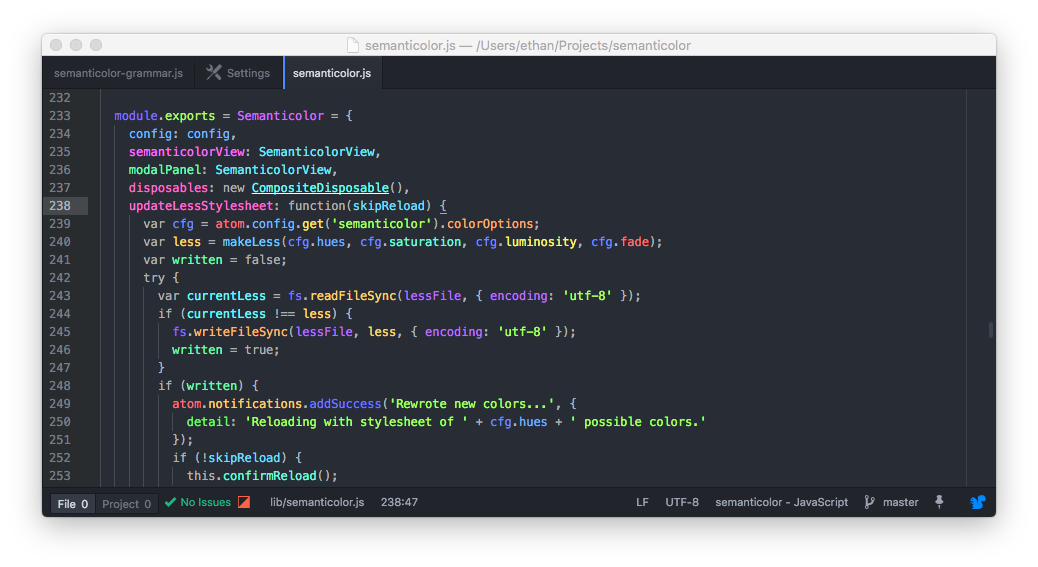 semanticolor.js — /Users/ethan/Projects/semanticolor
semanticolor-grammar.js Settings semanticolor.js
232
233 module.exports = Semanticolor = {
234 config: config,
235 semanticolorView: SemanticolorView,
236 modalPanel: SemanticolorView,
237 disposables: new CompositeDisposable(),
238 updateLessStylesheet: function(skipReload) {
239 var cfg = atom.config.get('semanticolor').colorOptions;
240 var less = makeLess(cfg.hues, cfg.saturation, cfg.luminosity, cfg.fade);
241 var written = false;
242 try {
243 var currentLess = fs.readFileSync(lessFile, { encoding: 'utf-8' });
244 if (currentLess !== less) {
245 fs.writeFileSync(lessFile, less, { encoding: 'utf-8' });
246 written = true;
247 }
248 if (written) {
249 atom.notifications.addSuccess('Rewrote new colors...', {
250 detail: 'Reloading with stylesheet of ' + cfg.hues + ' possible colors.'
251 });
252 if (!skipReload) {
253 this.confirmReload();
File 0 Project 0 No Issues lib/semanticolor.js 238:47 LF UTF-8 semanticolor - JavaScript master